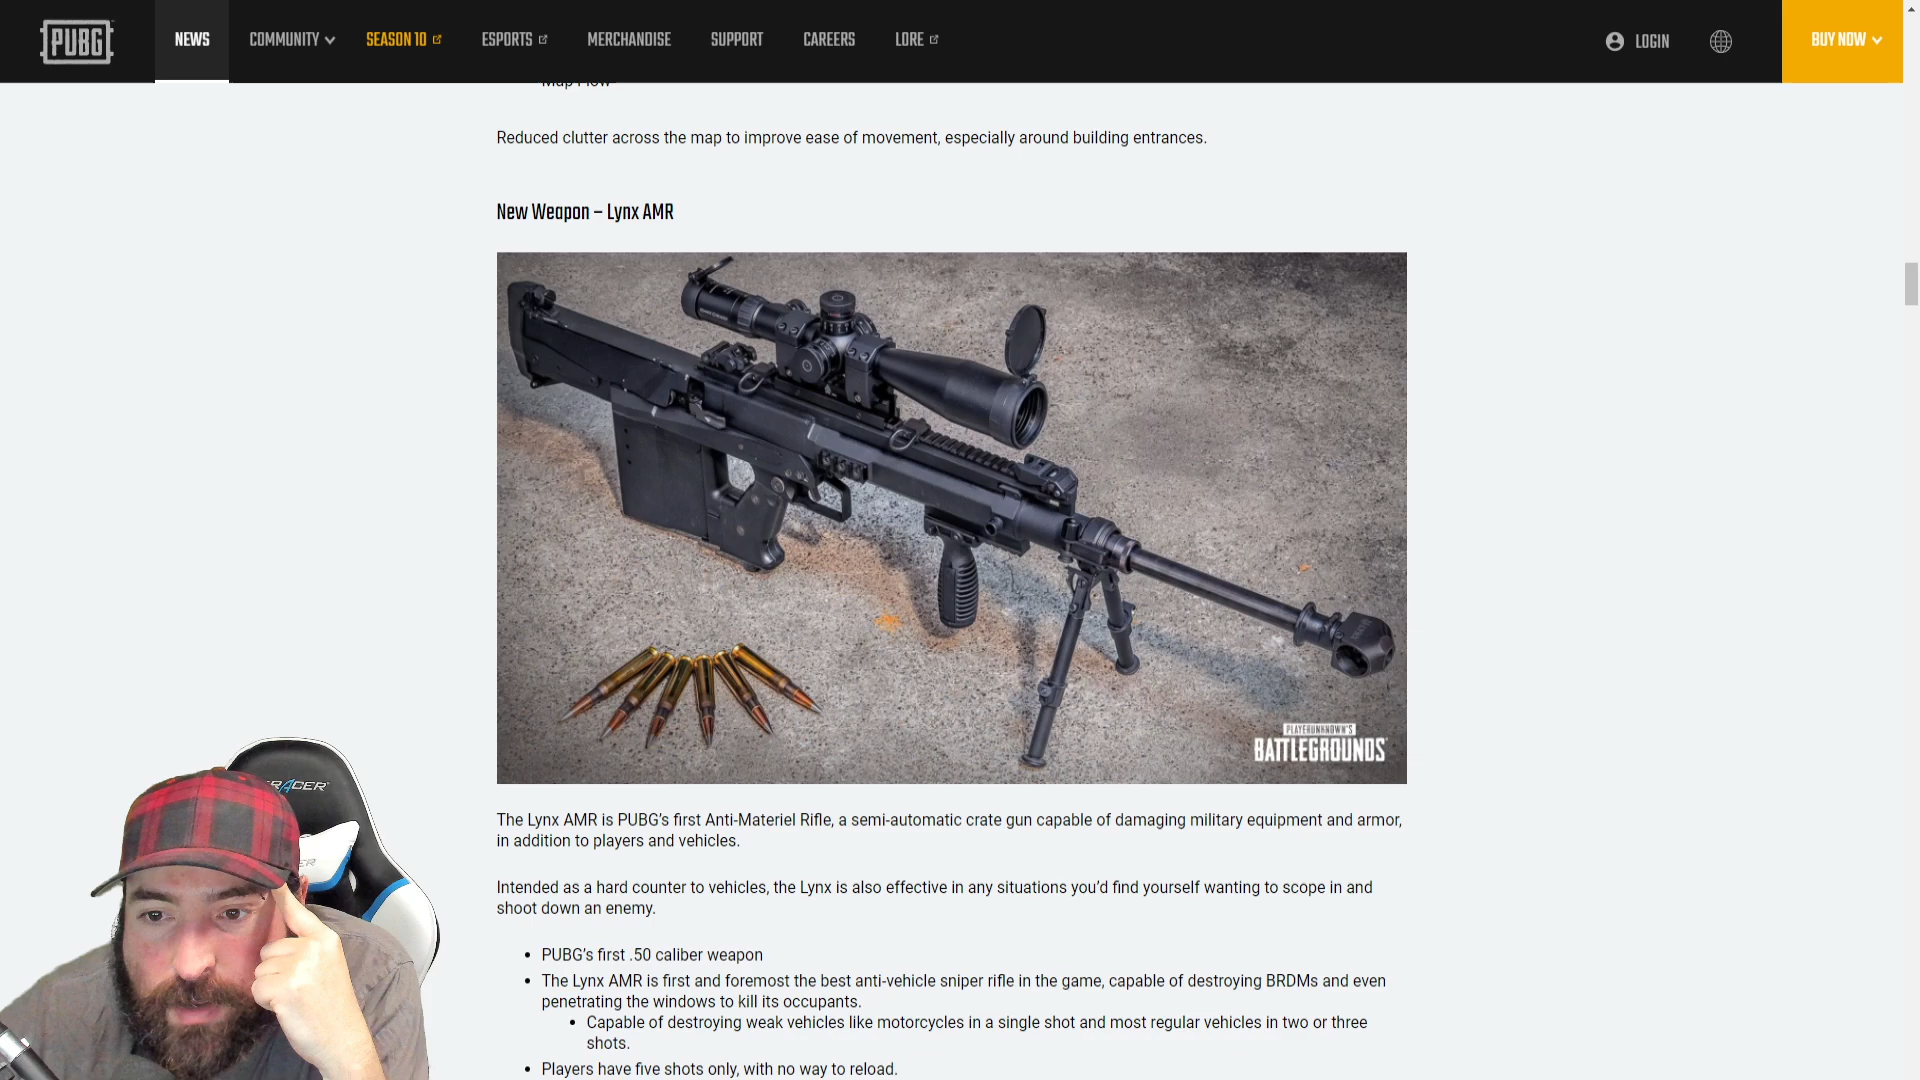 PUBG
NEWS
COMMUNITY
SEASON 10
ESPORTS
MERCHANDISE
SUPPORT
CAREERS
LORE
LOGIN
BUY NOW
Map Flow
Reduced clutter across the map to improve ease of movement, especially around building entrances.
New Weapon – Lynx AMR
PLAYERUNKNOWN'S
BATTLEGROUNDS
The Lynx AMR is PUBG's first Anti-Materiel Rifle, a semi-automatic crate gun capable of damaging military equipment and armor,
in addition to players and vehicles.
Intended as a hard counter to vehicles, the Lynx is also effective in any situations you'd find yourself wanting to scope in and
shoot down an enemy.
• PUBG's first .50 caliber weapon
• The Lynx AMR is first and foremost the best anti-vehicle sniper rifle in the game, capable of destroying BRDMs and even
penetrating the windows to kill its occupants.
• Capable of destroying weak vehicles like motorcycles in a single shot and most regular vehicles in two or three
shots.
• Players have five shots only, with no way to reload.